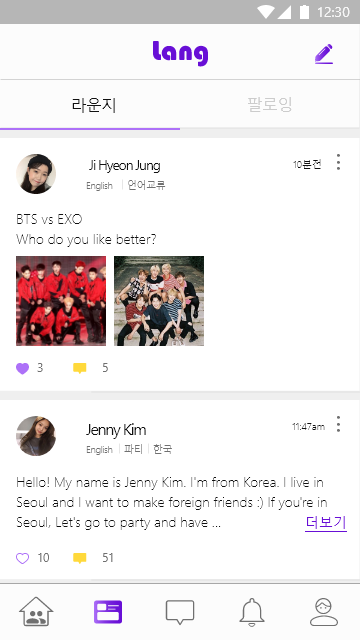 12:30
Lang
라운지
팔로잉
Ji Hyeon Jung
10분전
English | 언어교류
BTS vs EXO
Who do you like better?
3
5
Jenny Kim
11:47am
English | 파티 | 한국
Hello! My name is Jenny Kim. I'm from Korea. I live in
Seoul and I want to make foreign friends :) If you're in
Seoul, Let's go to party and have ...
더보기
10
51